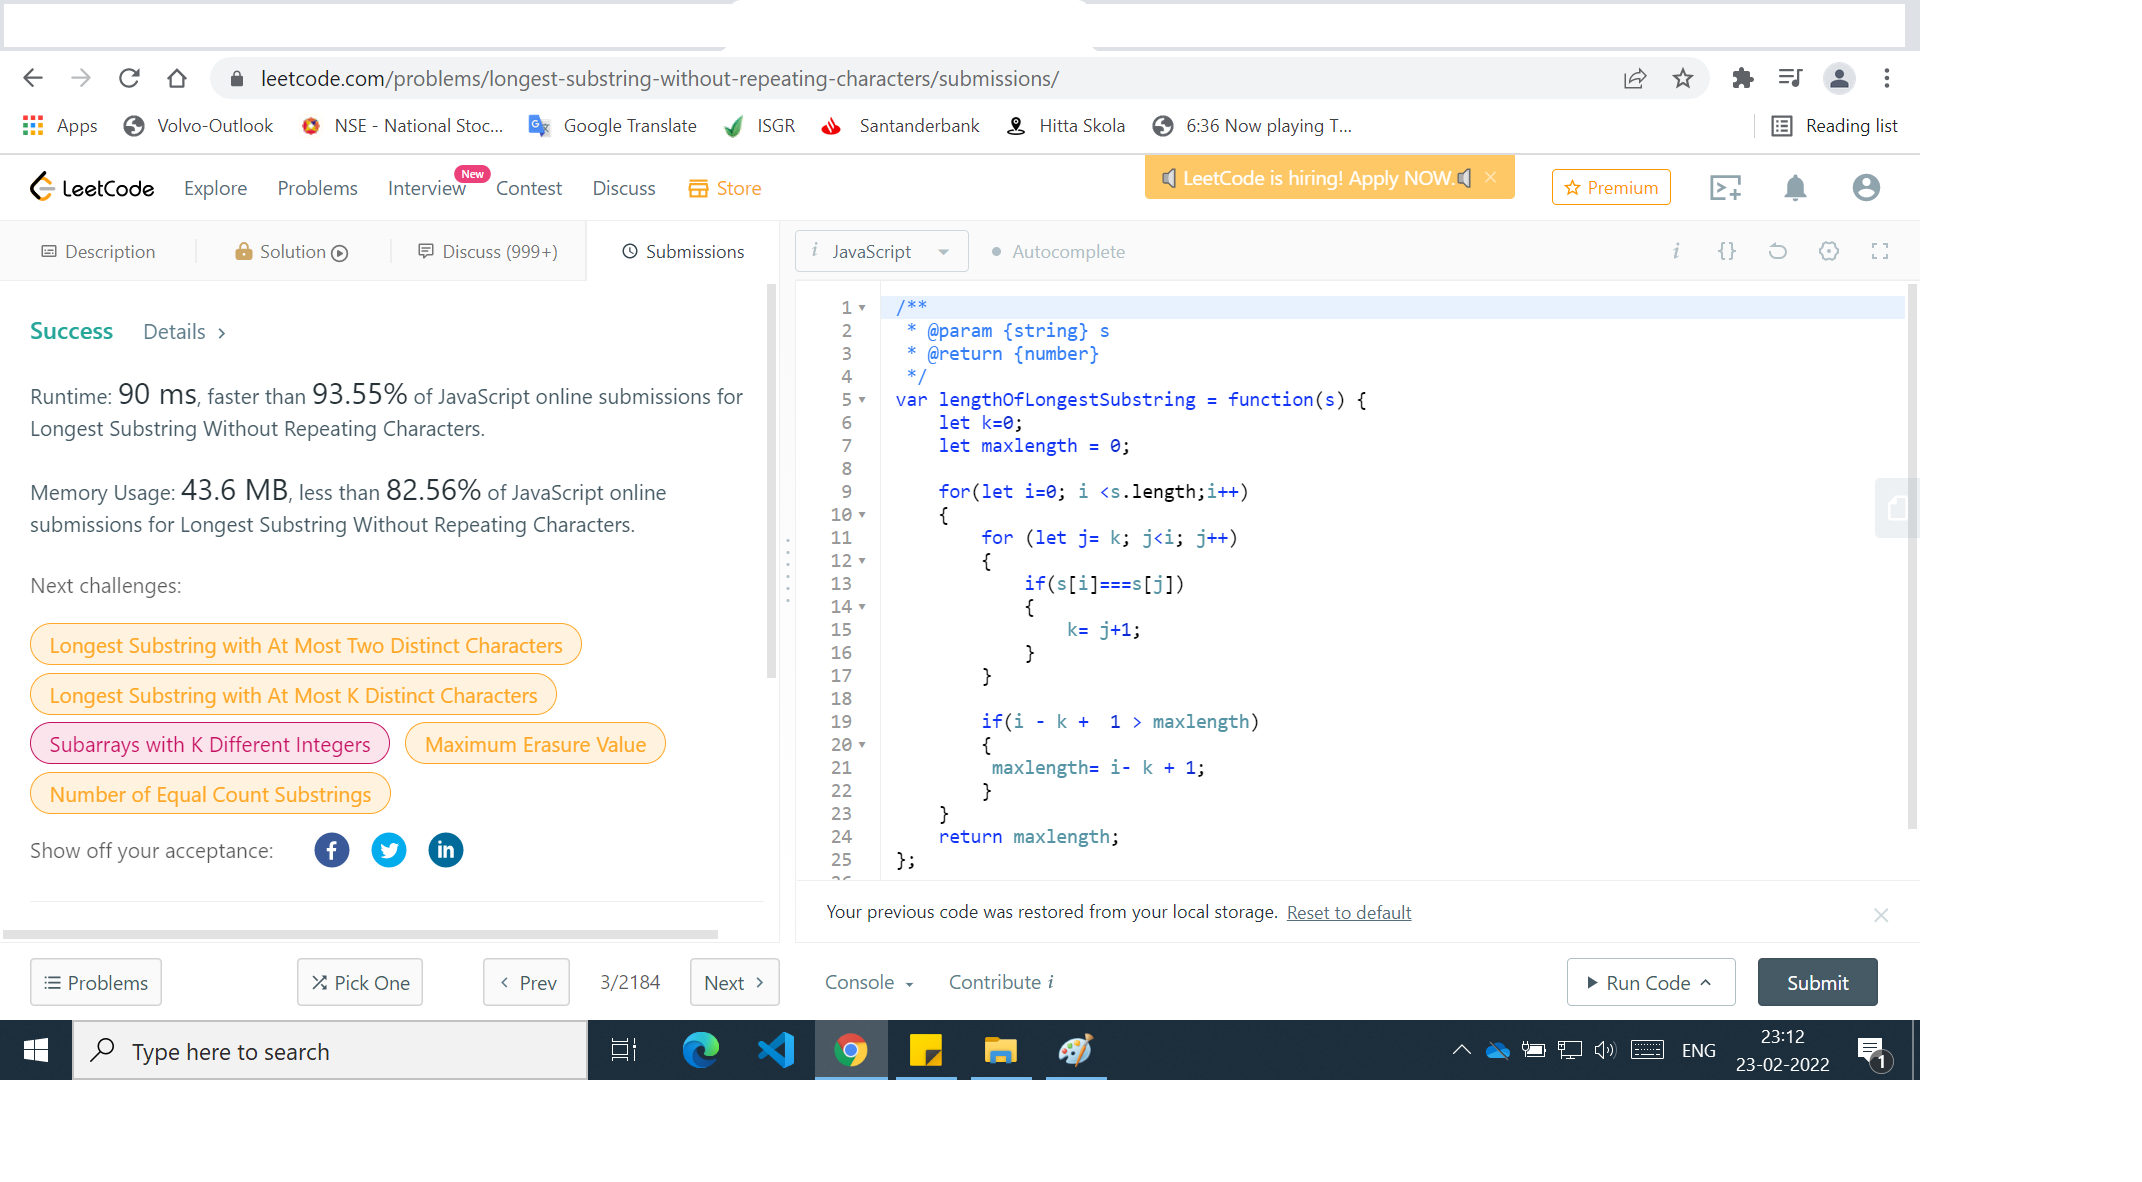 leetcode.com/problems/longest-substring-without-repeating-characters/submissions/
Apps Volvo-Outlook NSE - National Stoc... Google Translate ISGR Santanderbank Hitta Skola 6:36 Now playing T... Reading list
LeetCode Explore Problems Interview New Contest Discuss Store LeetCode is hiring! Apply NOW. × Premium
Description Solution Discuss (999+) Submissions
i JavaScript Autocomplete i {}
Success Details >
Runtime: 90 ms, faster than 93.55% of JavaScript online submissions for
Longest Substring Without Repeating Characters.
Memory Usage: 43.6 MB, less than 82.56% of JavaScript online
submissions for Longest Substring Without Repeating Characters.
Next challenges:
Longest Substring with At Most Two Distinct Characters
Longest Substring with At Most K Distinct Characters
Subarrays with K Different Integers Maximum Erasure Value
Number of Equal Count Substrings
Show off your acceptance: f in
1 /**
2 * @param {string} s
3 * @return {number}
4 */
5 var lengthOfLongestSubstring = function(s) {
6 let k=0;
7 let maxlength = 0;
8
9 for(let i=0; i <s.length;i++)
10 {
11 for (let j= k; j<i; j++)
12 {
13 if(s[i]===s[j])
14 {
15 k= j+1;
16 }
17 }
18
19 if(i - k +  1 > maxlength)
20 {
21 maxlength= i- k + 1;
22 }
23 }
24 return maxlength;
25 };
Your previous code was restored from your local storage. Reset to default
Problems Pick One < Prev 3/2184 Next > Console Contribute i Run Code Submit
Type here to search ENG 23:12
23-02-2022 1